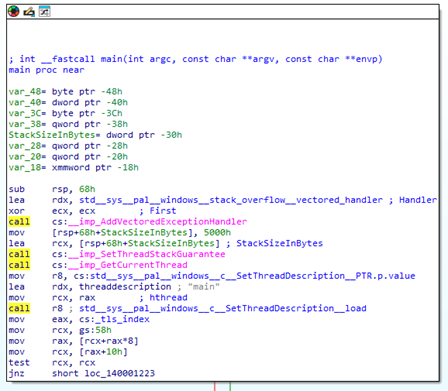 ; int __fastcall main(int argc, const char **argv, const char **envp)
main proc near
var_48= byte ptr -48h
var_40= dword ptr -40h
var_3C= byte ptr -3Ch
var_38= qword ptr -38h
StackSizeInBytes= dword ptr -30h
var_28= qword ptr -28h
var_20= qword ptr -20h
var_18= xmmword ptr -18h
sub rsp, 68h
lea rdx, std__sys__pal__windows__stack_overflow__vectored_handler ; Handler
xor ecx, ecx ; First
call cs:__imp_AddVectoredExceptionHandler
mov [rsp+68h+StackSizeInBytes], 5000h
lea rcx, [rsp+68h+StackSizeInBytes] ; StackSizeInBytes
call cs:__imp_SetThreadStackGuarantee
call cs:__imp_GetCurrentThread
mov r8, cs:std__sys__pal__windows__c__SetThreadDescription__PTR.p.value
lea rdx, threaddescription ; "main"
mov rcx, rax ; hthread
call r8 ; std__sys__pal__windows__c__SetThreadDescription__load
mov eax, cs:_tls_index
mov rcx, gs:58h
mov rax, [rcx+rax*8]
mov rcx, [rax+10h]
test rcx, rcx
jnz short loc_140001223